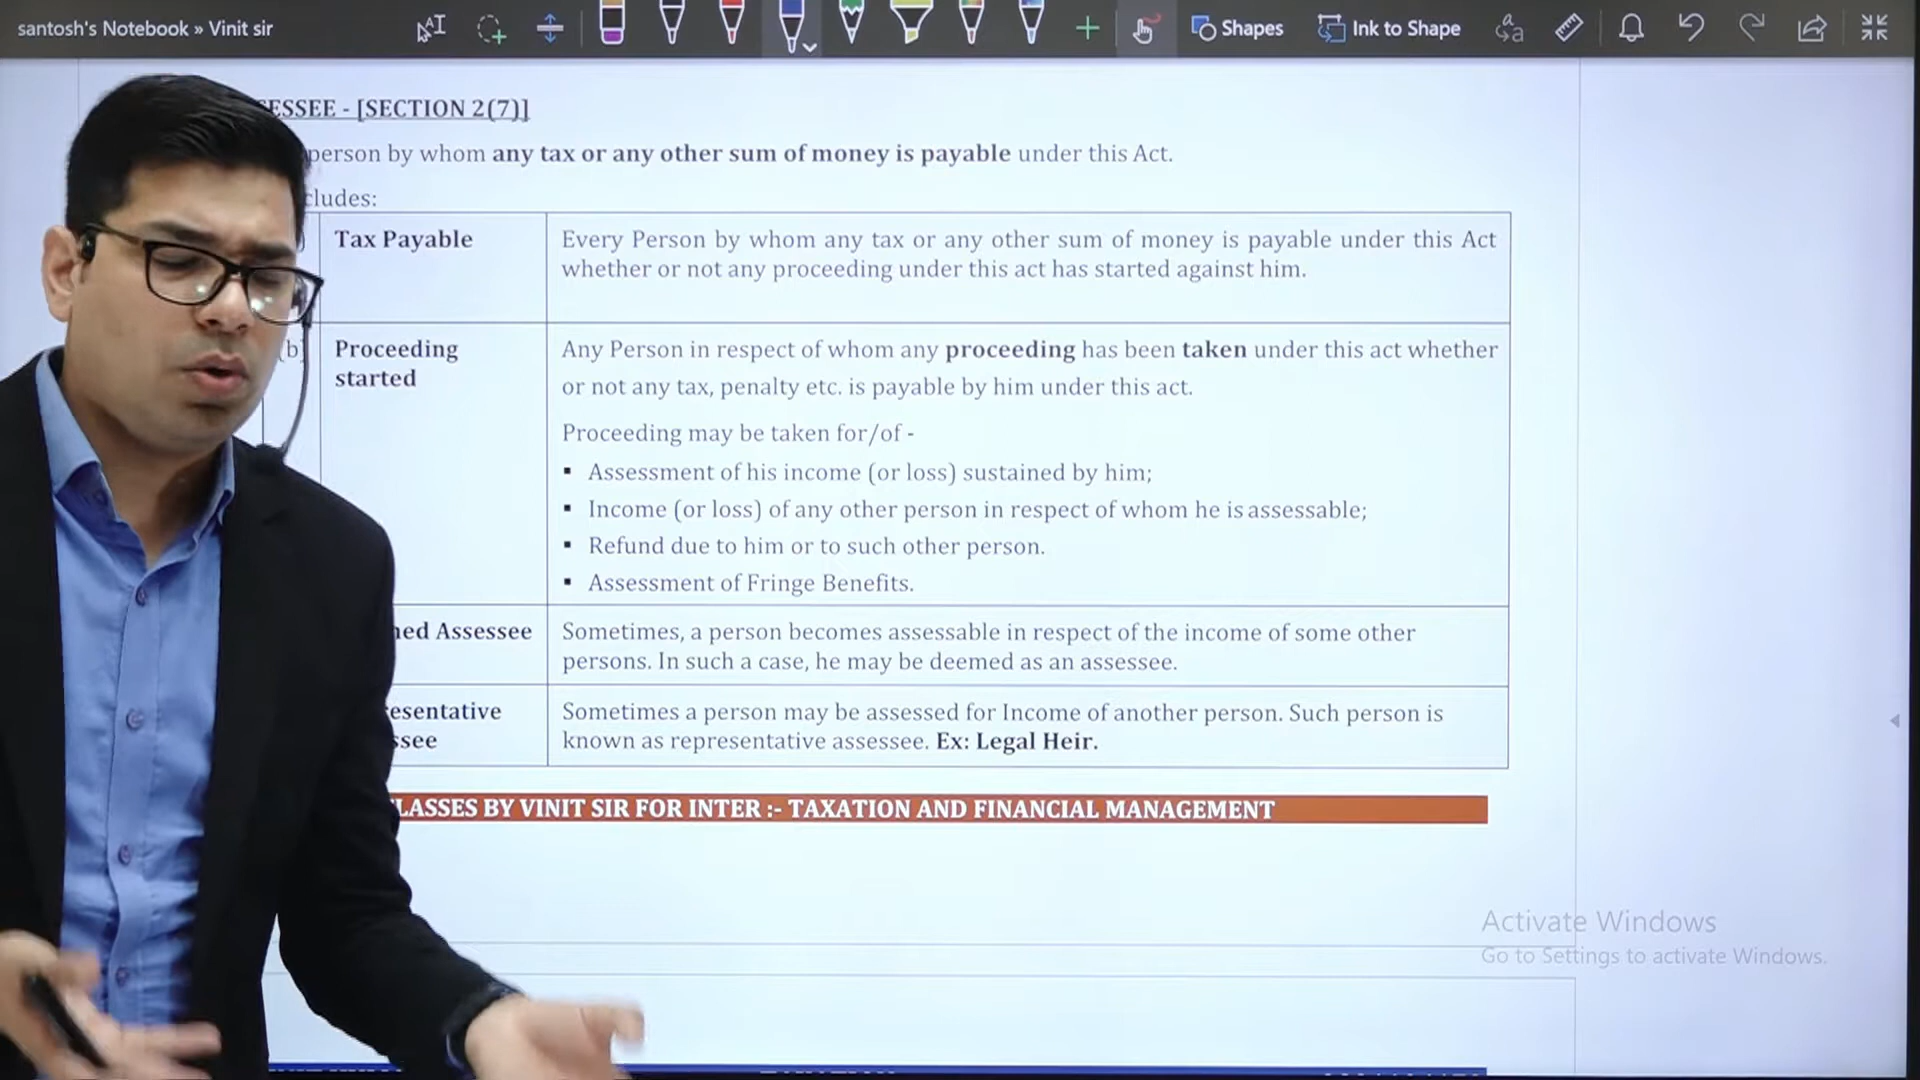 santosh's Notebook » Vinit sir
Shapes
Ink to Shape
ESSEE - [SECTION 2(7)]
person by whom any tax or any other sum of money is payable under this Act.
cludes:
Tax Payable
Every Person by whom any tax or any other sum of money is payable under this Act
whether or not any proceeding under this act has started against him.
(b)
Proceeding
started
Any Person in respect of whom any proceeding has been taken under this act whether
or not any tax, penalty etc. is payable by him under this act.
Proceeding may be taken for/of -
▪ Assessment of his income (or loss) sustained by him;
▪ Income (or loss) of any other person in respect of whom he is assessable;
▪ Refund due to him or to such other person.
▪ Assessment of Fringe Benefits.
ned Assessee
Sometimes, a person becomes assessable in respect of the income of some other
persons. In such a case, he may be deemed as an assessee.
esentative
ssee
Sometimes a person may be assessed for Income of another person. Such person is
known as representative assessee. Ex: Legal Heir.
LASSES BY VINIT SIR FOR INTER :- TAXATION AND FINANCIAL MANAGEMENT
Activate Windows
Go to Settings to activate Windows.